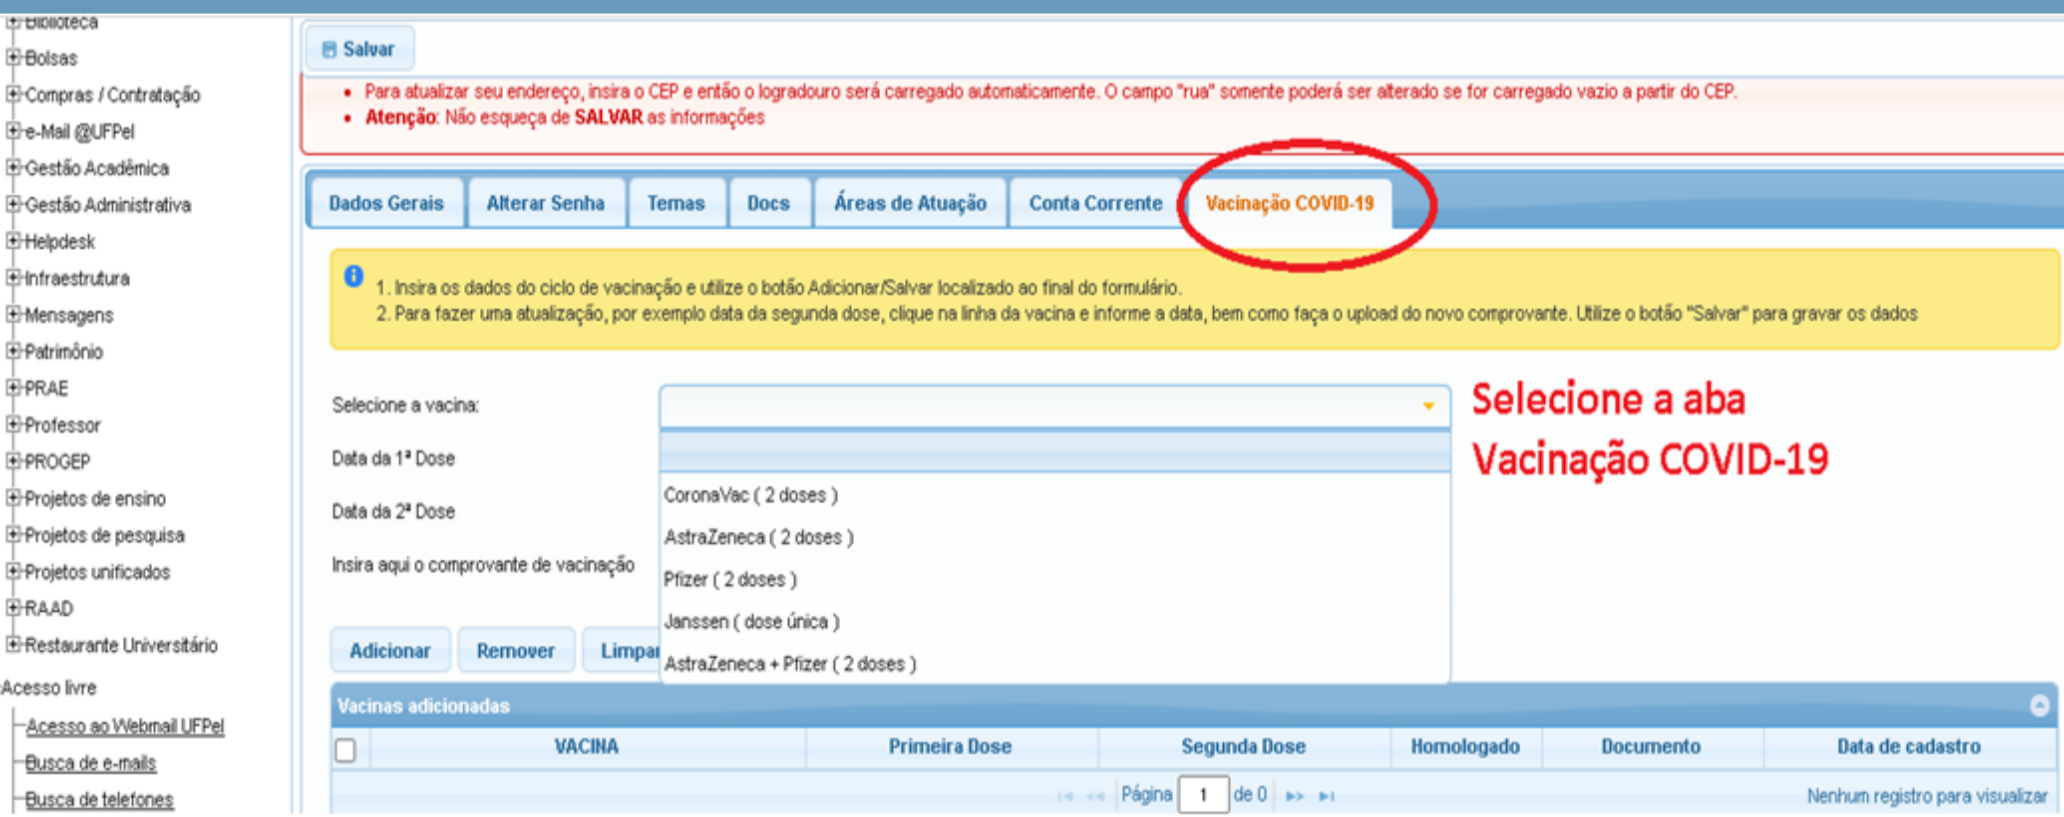 Biblioteca
Bolsas
Compras / Contratação
e-Mail @UFPel
Gestão Acadêmica
Gestão Administrativa
Helpdesk
Infraestrutura
Mensagens
Patrimônio
PRAE
Professor
PROGEP
Projetos de ensino
Projetos de pesquisa
Projetos unificados
RAAD
Restaurante Universitário
Acesso livre
Acesso ao Webmail UFPel
Busca de e-mails
Busca de telefones
Salvar
• Para atualizar seu endereço, insira o CEP e então o logradouro será carregado automaticamente. O campo "rua" somente poderá ser alterado se for carregado vazio a partir do CEP.
• Atenção: Não esqueça de SALVAR as informações
Dados Gerais Alterar Senha Temas Docs Áreas de Atuação Conta Corrente Vacinação COVID-19
1. Insira os dados do ciclo de vacinação e utilize o botão Adicionar/Salvar localizado ao final do formulário.
2. Para fazer uma atualização, por exemplo data da segunda dose, clique na linha da vacina e informe a data, bem como faça o upload do novo comprovante. Utilize o botão "Salvar" para gravar os dados
Selecione a vacina:
Data da 1ª Dose
Data da 2ª Dose
Insira aqui o comprovante de vacinação
CoronaVac ( 2 doses )
AstraZeneca ( 2 doses )
Pfizer ( 2 doses )
Janssen ( dose única )
AstraZeneca + Pfizer ( 2 doses )
Selecione a aba
Vacinação COVID-19
Adicionar Remover Limpar
Vacinas adicionadas
VACINA Primeira Dose Segunda Dose Homologado Documento Data de cadastro
Página 1 de 0 Nenhum registro para visualizar